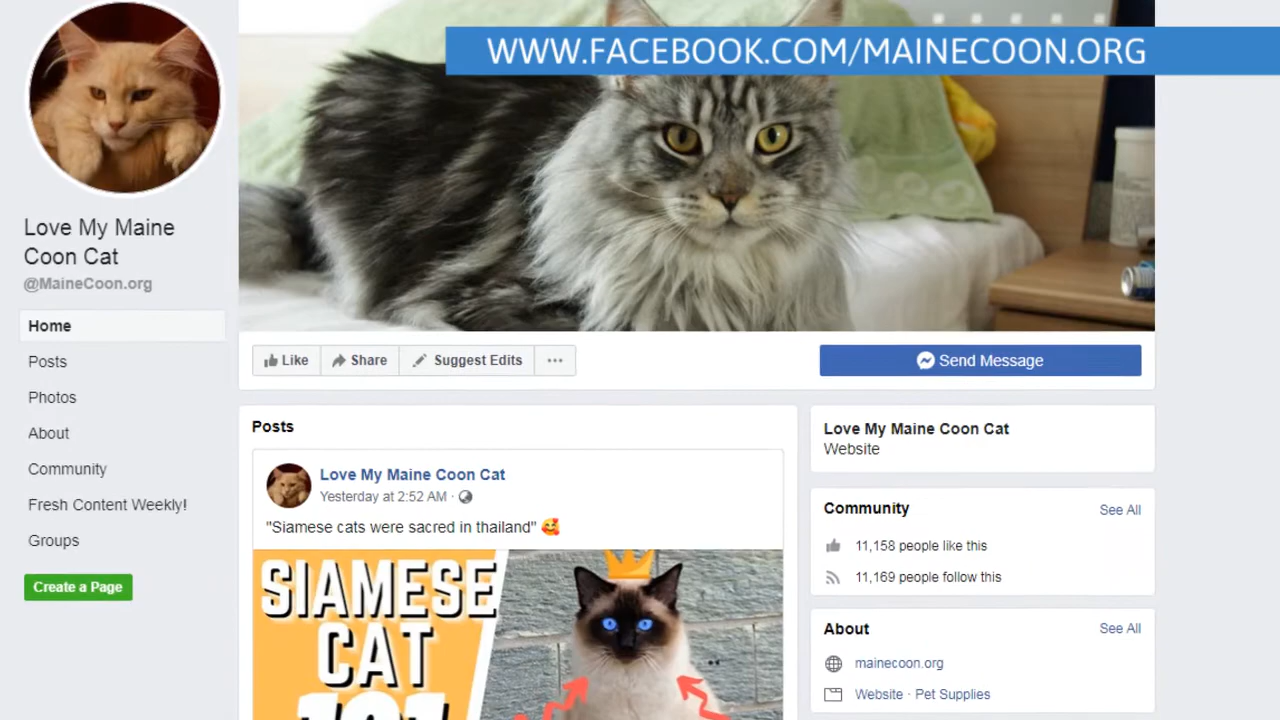 WWW.FACEBOOK.COM/MAINECOON.ORG
Love My Maine
Coon Cat
@MaineCoon.org
Home
Posts
Photos
About
Community
Fresh Content Weekly!
Groups
Create a Page
Like
Share
Suggest Edits
Send Message
Posts
Love My Maine Coon Cat
Yesterday at 2:52 AM ·
"Siamese cats were sacred in thailand" 🥰
SIAMESE
CAT
101
Love My Maine Coon Cat
Website
Community
See All
11,158 people like this
11,169 people follow this
About
See All
mainecoon.org
Website · Pet Supplies